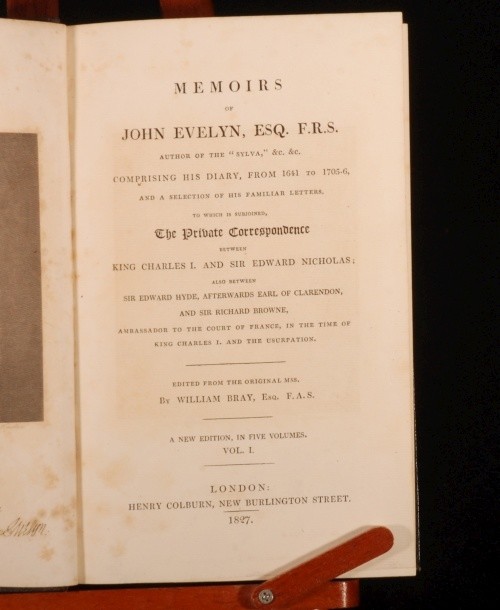 MEMOIRS
OF
JOHN EVELYN, ESQ. F.R.S.
AUTHOR OF THE "SYLVA," &c. &c.
COMPRISING HIS DIARY, FROM 1641 TO 1705-6,
AND A SELECTION OF HIS FAMILIAR LETTERS.
TO WHICH IS SUBJOINED,
The Private Correspondence
BETWEEN
KING CHARLES I. AND SIR EDWARD NICHOLAS;
ALSO BETWEEN
SIR EDWARD HYDE, AFTERWARDS EARL OF CLARENDON,
AND SIR RICHARD BROWNE,
AMBASSADOR TO THE COURT OF FRANCE, IN THE TIME OF
KING CHARLES I. AND THE USURPATION.
EDITED FROM THE ORIGINAL MSS.
BY WILLIAM BRAY, ESQ. F.A.S.
A NEW EDITION, IN FIVE VOLUMES.
VOL. I.
LONDON:
HENRY COLBURN, NEW BURLINGTON STREET.
1827.